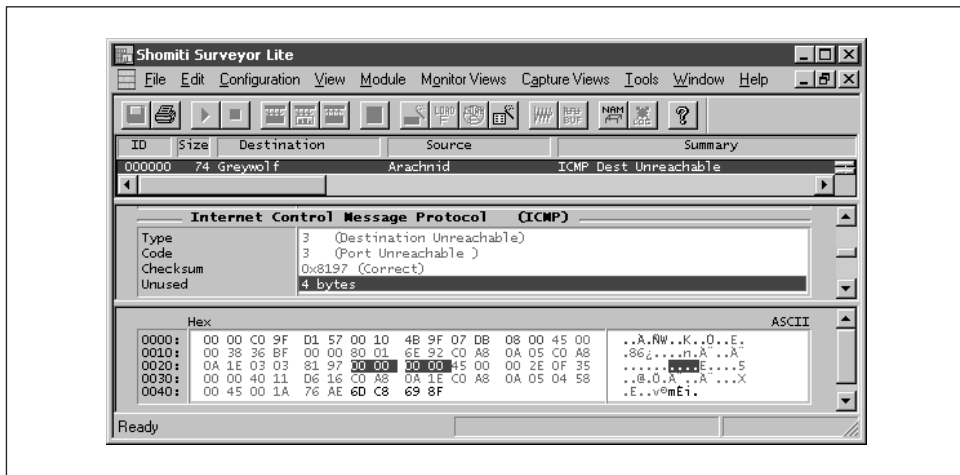 Shomiti Surveyor Lite
File Edit Configuration View Module Monitor Views Capture Views Tools Window Help
NAM
ID Size Destination Source Summary
000000 74 Greywolf Arachnid ICMP Dest Unreachable
Internet Control Message Protocol (ICMP)
Type 3 (Destination Unreachable)
Code 3 (Port Unreachable )
Checksum 0x8197 (Correct)
Unused 4 bytes
Hex ASCII
0000: 00 00 C0 9F D1 57 00 10 4B 9F 07 DB 08 00 45 00 ..À.ÑW..K..Û..E.
0010: 00 38 36 BF 00 00 80 01 6E 92 C0 A8 0A 05 C0 A8 .86¿....n.À¨..À¨
0020: 0A 1E 03 03 81 97 00 00 00 00 45 00 00 2E 0F 35 ..........E....5
0030: 00 00 40 11 D6 16 C0 A8 0A 1E C0 A8 0A 05 04 58 ..@.Ö.À¨..À¨...X
0040: 00 45 00 1A 76 AE 6D C8 69 8F .E..v®mÈi.
Ready